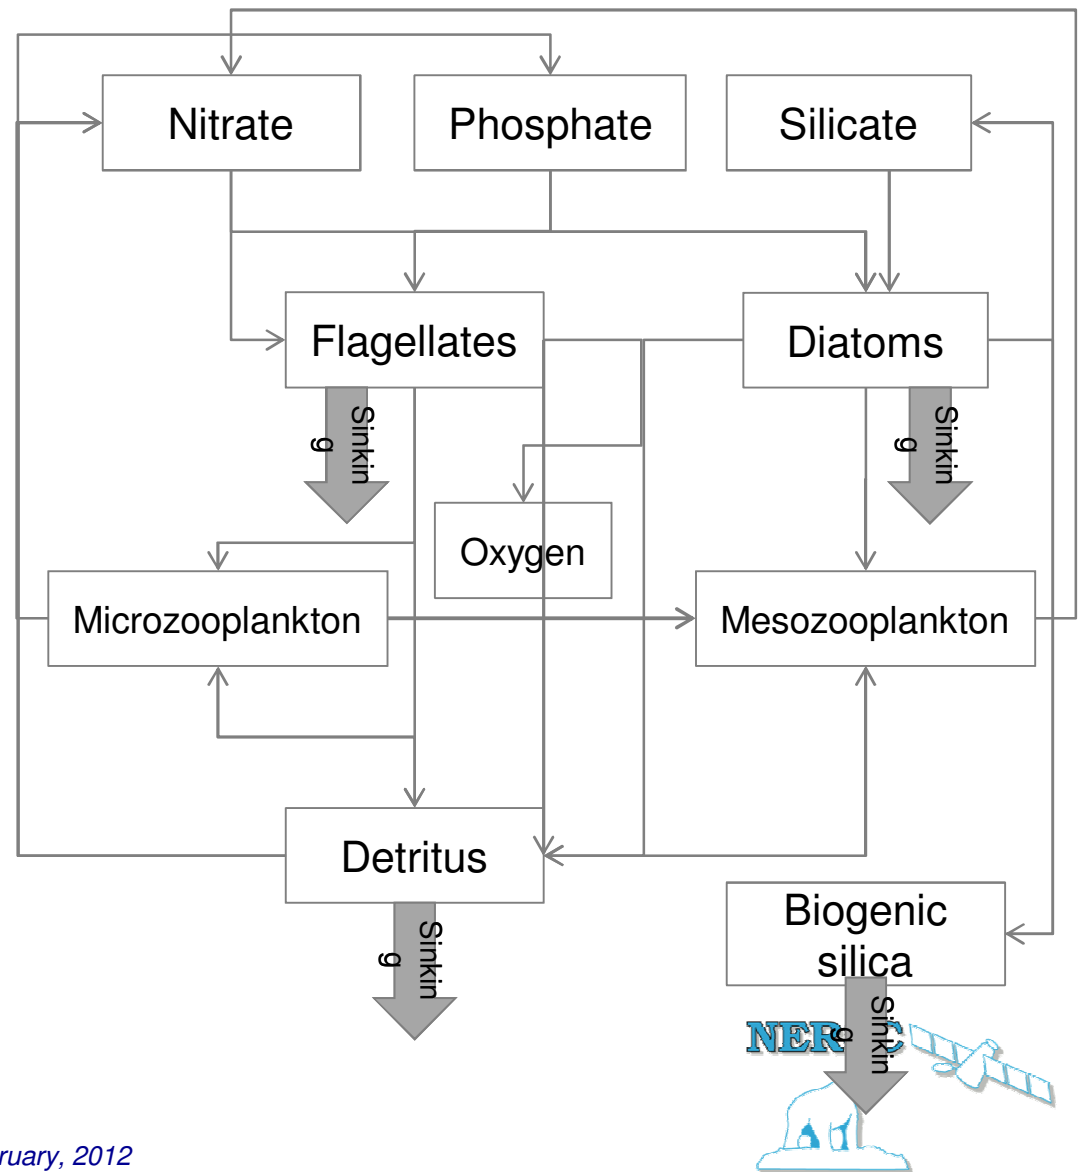 Nitrate
Phosphate
Silicate
Flagellates
Diatoms
Sinkin
g
Sinkin
g
Oxygen
Microzooplankton
Mesozooplankton
Detritus
Biogenic
silica
Sinkin
g
Sinkin
g
NER C
ruary, 2012